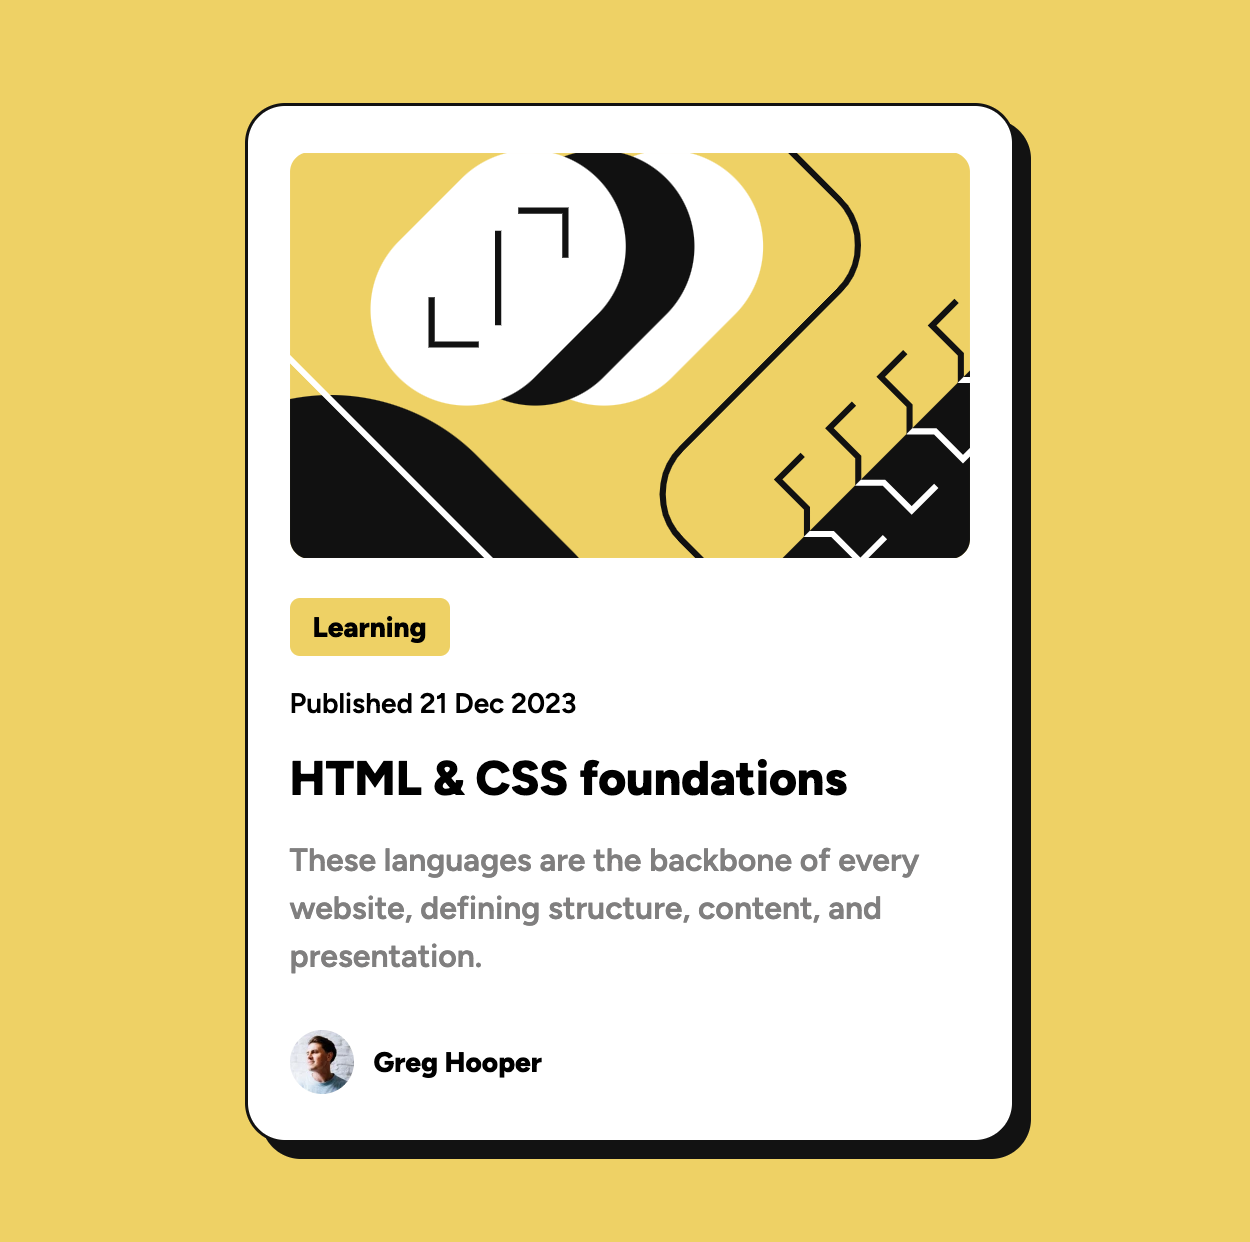 Learning
Published 21 Dec 2023
HTML & CSS foundations
These languages are the backbone of every
website, defining structure, content, and
presentation.
Greg Hooper